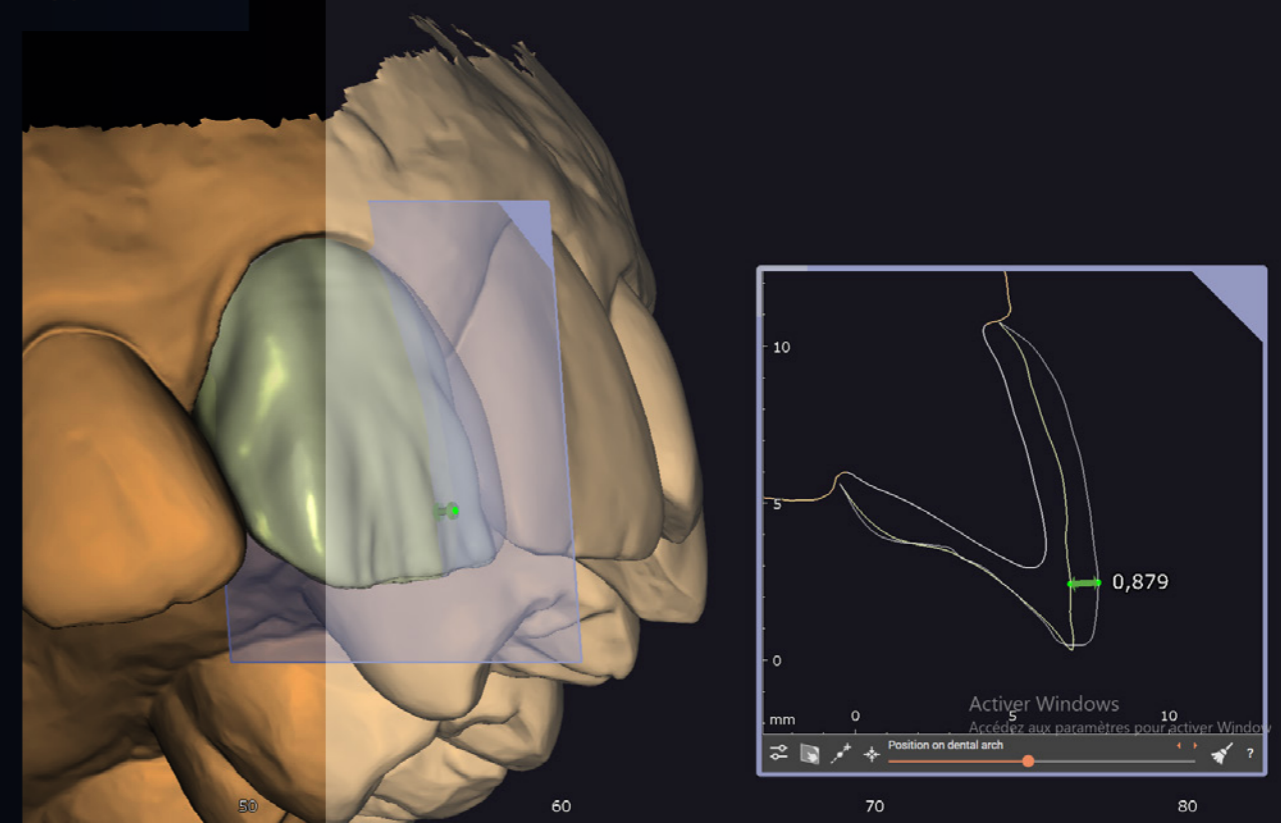 10
5
0
0,879
Activer Windows
mm 0 5 10
Accédez aux paramètres pour activer Window
Position on dental arch
?
50 60 70 80